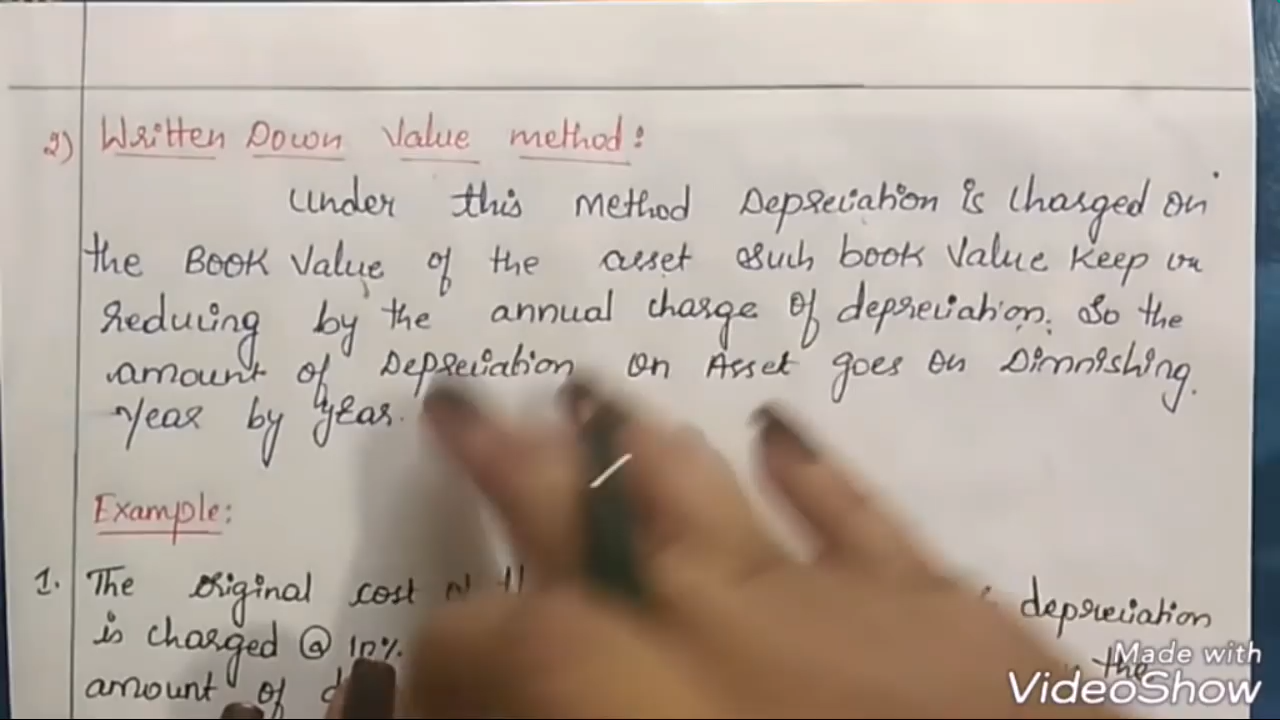 2) Written Down Value method:
Under this method Depreciation is charged on
the Book Value of the asset such book value keep on
reducing by the annual charge of depreciation. So the
amount of Depreciation on Asset goes on Diminshing.
Year by year.
Example:
1. The original cost depreciation
is charged @ 10% the
amount of
Made with
VideoShow